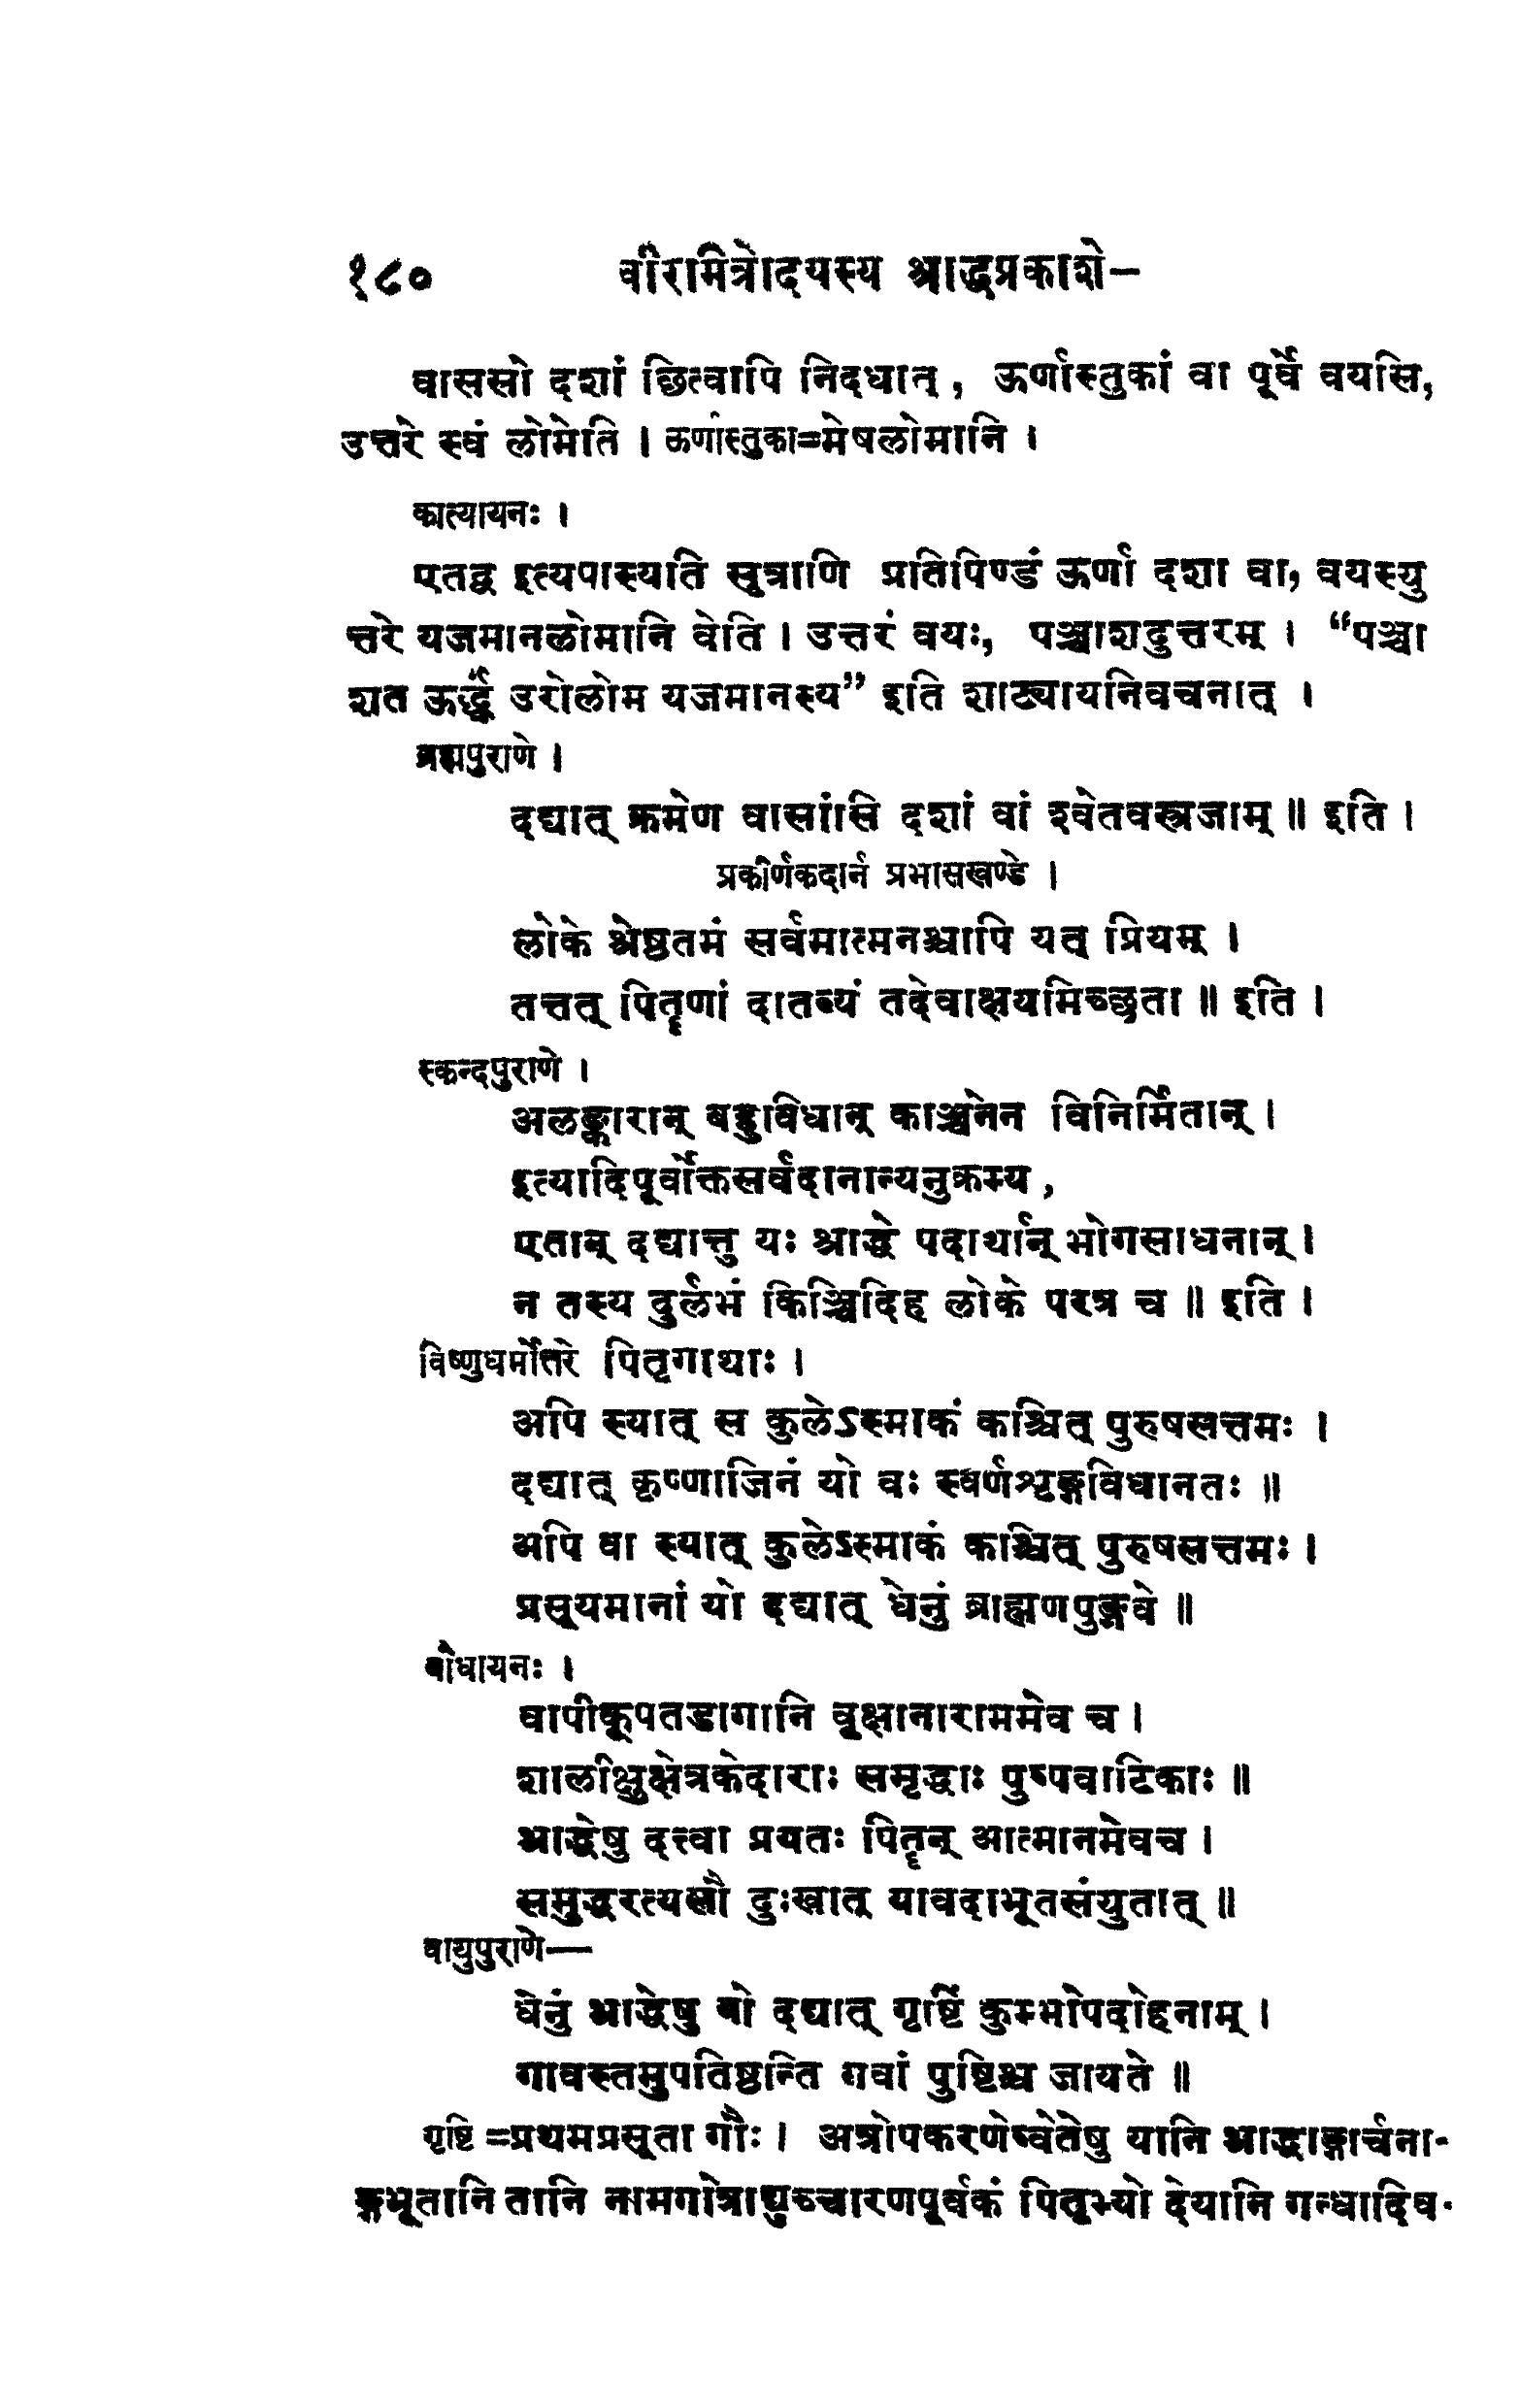 १८० वीरमित्रोदयस्य श्राद्धप्रकाशे–
वाससो दशां छित्वापि निदधात्, ऊर्णास्तुकां वा पूर्वे वयसि,
उत्तरे स्वं लोमेति । ऊर्णास्तुका=मेषलोमानि ।
कात्यायनः ।
एतद्व इत्यपास्यति सूत्राणि प्रतिपिण्डं ऊर्णां दशा वा, वयस्यु
त्तरे यजमानलोमानि वेति । उत्तरं वयः, पञ्चाशदुत्तरम् । “पञ्चा
शत ऊर्द्ध्वं उरोलोम यजमानस्य” इति शाट्यायनिवचनात् ।
ब्रह्मपुराणे ।
दद्यात् क्रमेण वासांसि दशां वां श्वेतवस्त्रजाम् ॥ इति ।
प्रकीर्णकदानं प्रभासखण्डे ।
लोके श्रेष्ठतमं सर्वमात्मनश्चापि यत् प्रियम् ।
तत्तत् पितॄणां दातव्यं तदेवाक्षयमिच्छता ॥ इति ।
स्कन्दपुराणे ।
अलङ्कारान् बहुविधान् काञ्चनेन विनिर्मितान् ।
इत्यादिपूर्वोक्तसर्वदानान्यनुक्रम्य,
एतान् दद्यात्तु यः श्राद्धे पदार्थान् भोगसाधनान् ।
न तस्य दुर्लभं किञ्चिदिह लोके परत्र च ॥ इति ।
विष्णुधर्मोत्तरे पितृगाथाः ।
अपि स्यात् स कुलेऽस्माकं कश्चित् पुरुषसत्तमः ।
दद्यात् कृष्णाजिनं यो वः स्वर्णशृङ्गविधानतः ॥
अपि वा स्यात् कुलेऽस्माकं कश्चित् पुरुषसत्तमः ।
प्रसूयमानां यो दद्यात् धेनुं ब्राह्मणपुङ्गवे ॥
बौधायनः ।
वापीकूपतडागानि वृक्षानाराममेव च ।
शालीक्षुक्षेत्रकेदाराः समृद्धाः पुष्पवाटिकाः ॥
श्राद्धेषु दत्त्वा प्रयतः पितॄन् आत्मानमेवच ।
समुद्धरत्यसौ दुःखात् यावदाभूतसंयुतात् ॥
वायुपुराणे—
धेनुं श्राद्धेषु यो दद्यात् गृष्टिं कुम्भोपदोहनाम् ।
गावस्तमुपतिष्ठन्ति गवां पुष्टिश्च जायते ॥
गृष्टि =प्रथमप्रसूता गौः । अत्रोपकरणेष्वेतेषु यानि श्राद्धाङ्गार्चना-
ङ्गभूतानि तानि नामगोत्राद्युच्चारणपूर्वकं पितृभ्यो देयानि गन्धादिव-